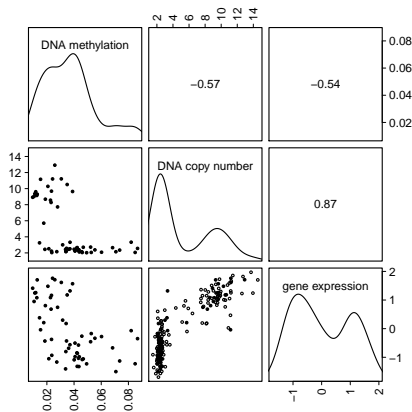 2 4 6 8 10 14
DNA methylation
−0.57
−0.54
0.02 0.04 0.06 0.08
2 4 6 8 10 12 14
DNA copy number
0.87
gene expression
−1 0 1 2
0.02 0.04 0.06 0.08
−1 0 1 2